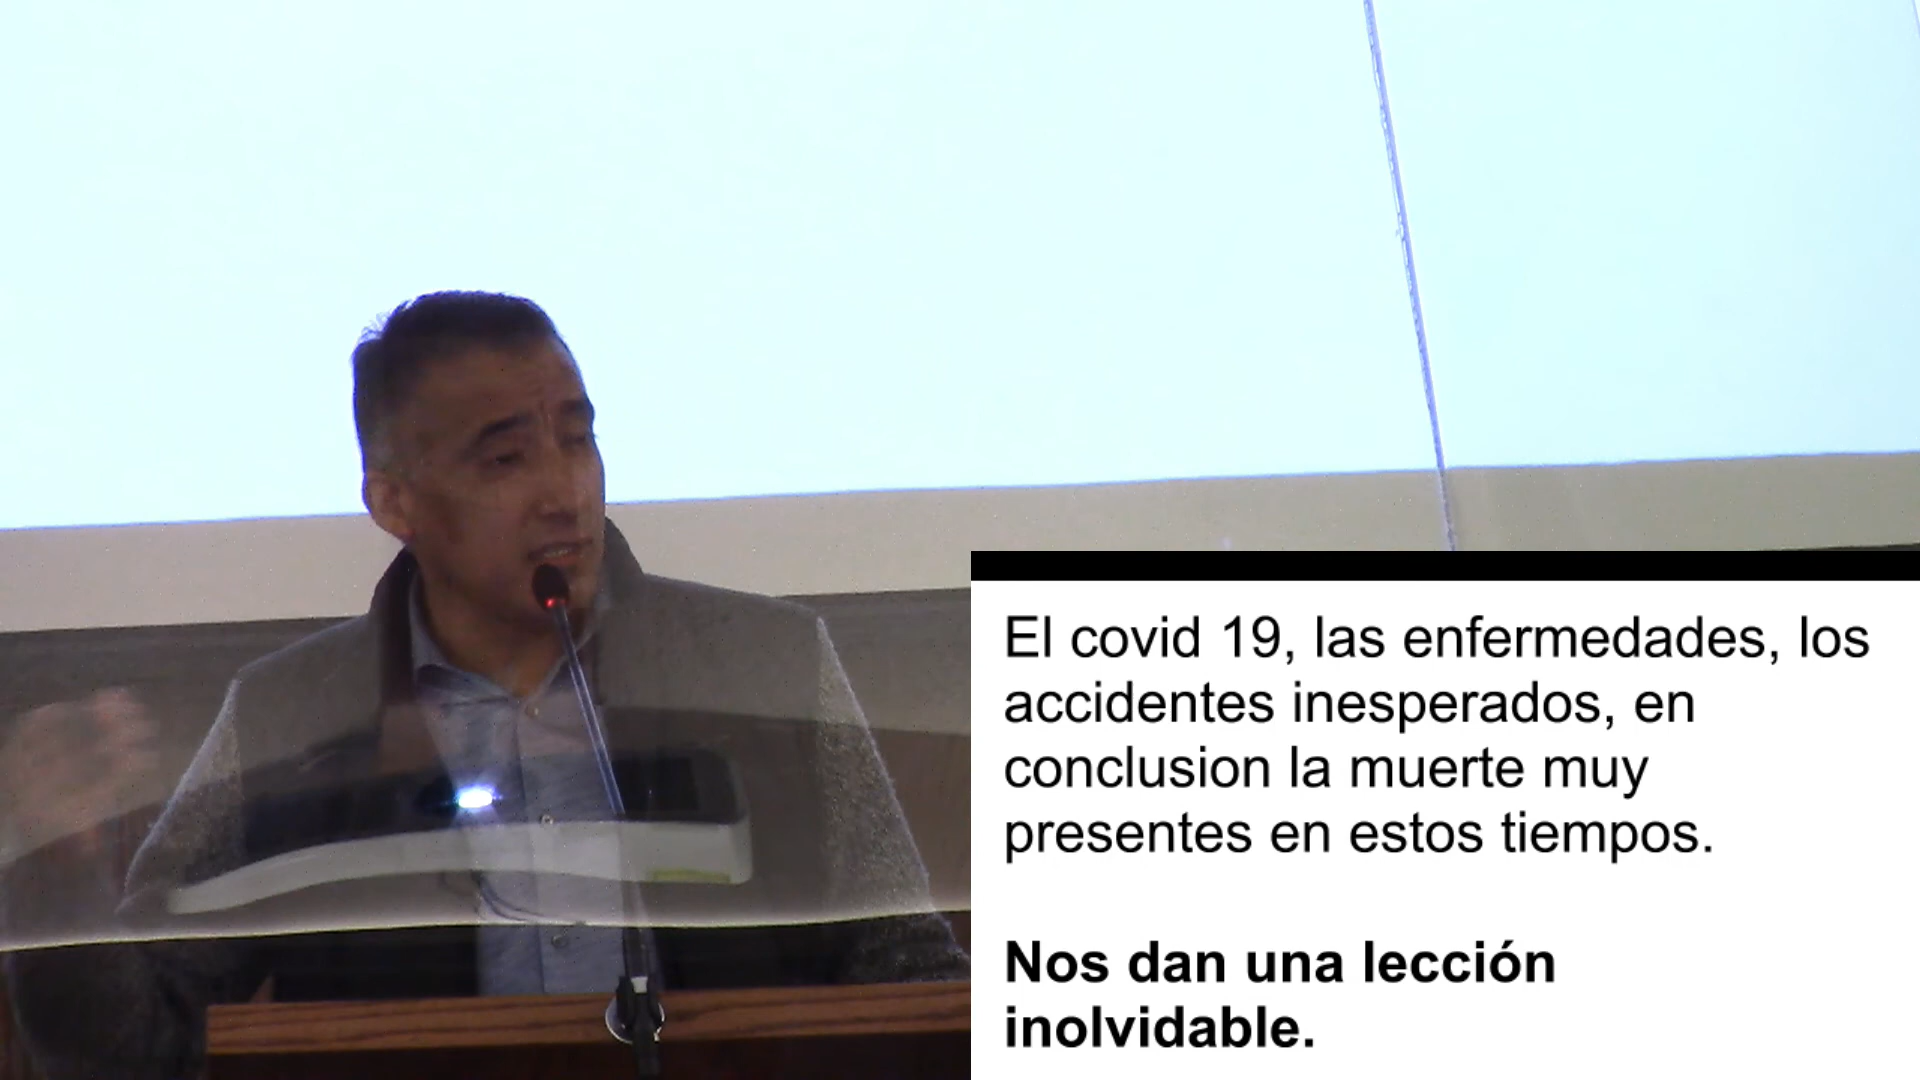 El covid 19, las enfermedades, los
accidentes inesperados, en
conclusion la muerte muy
presentes en estos tiempos.
Nos dan una lección
inolvidable.